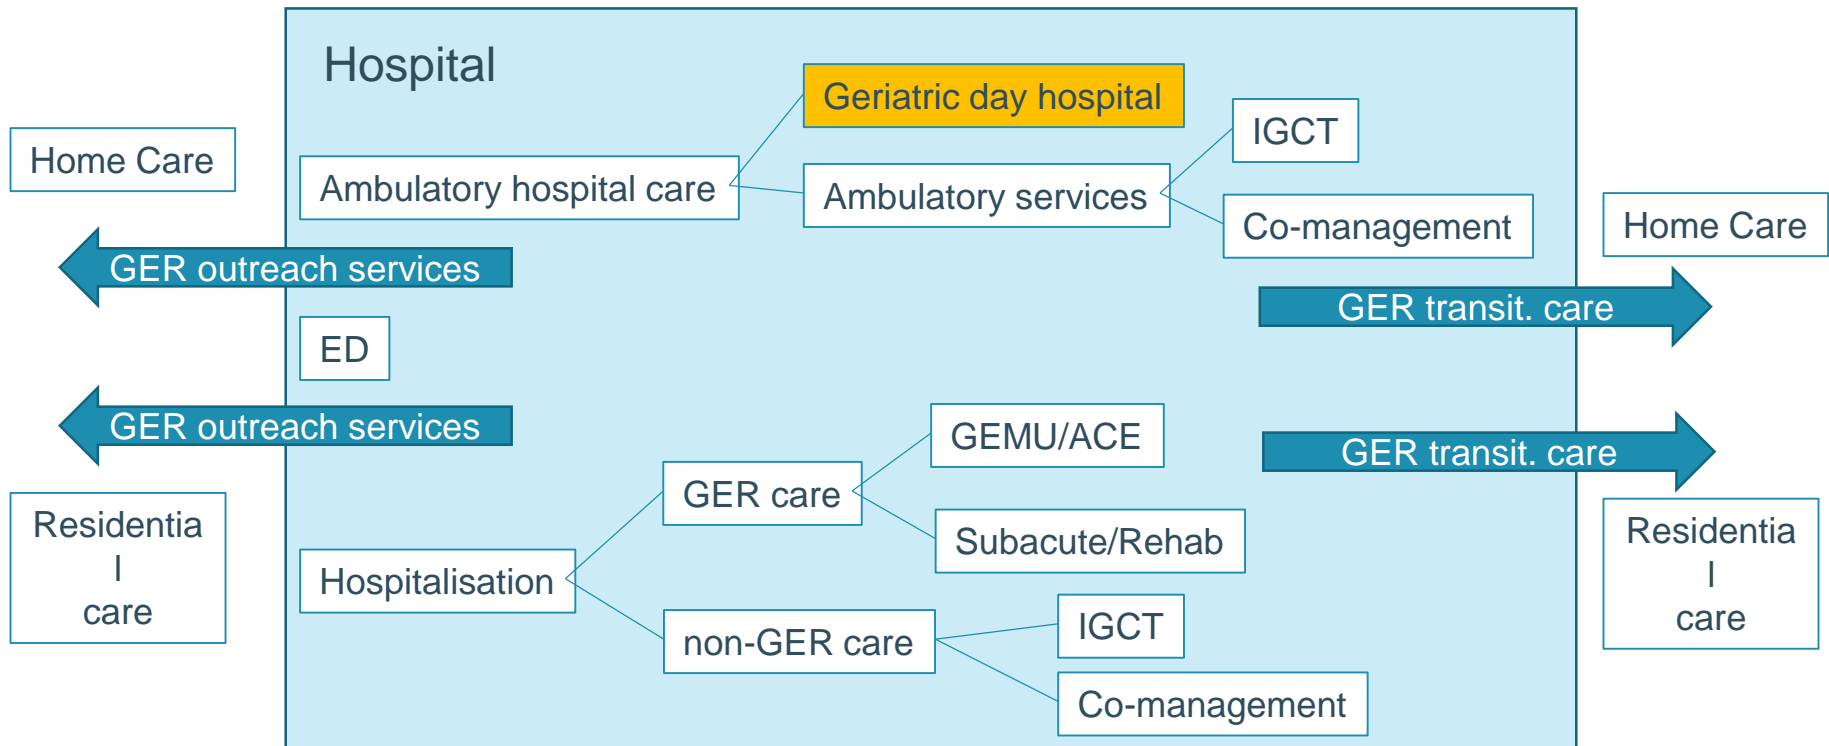 Hospital
Geriatric day hospital
IGCT
Home Care
Ambulatory hospital care
Ambulatory services
Co-management
Home Care
GER outreach services
GER transit. care
ED
GER outreach services
GEMU/ACE
GER transit. care
GER care
Residentia
l
care
Subacute/Rehab
Residentia
l
care
Hospitalisation
IGCT
non-GER care
Co-management